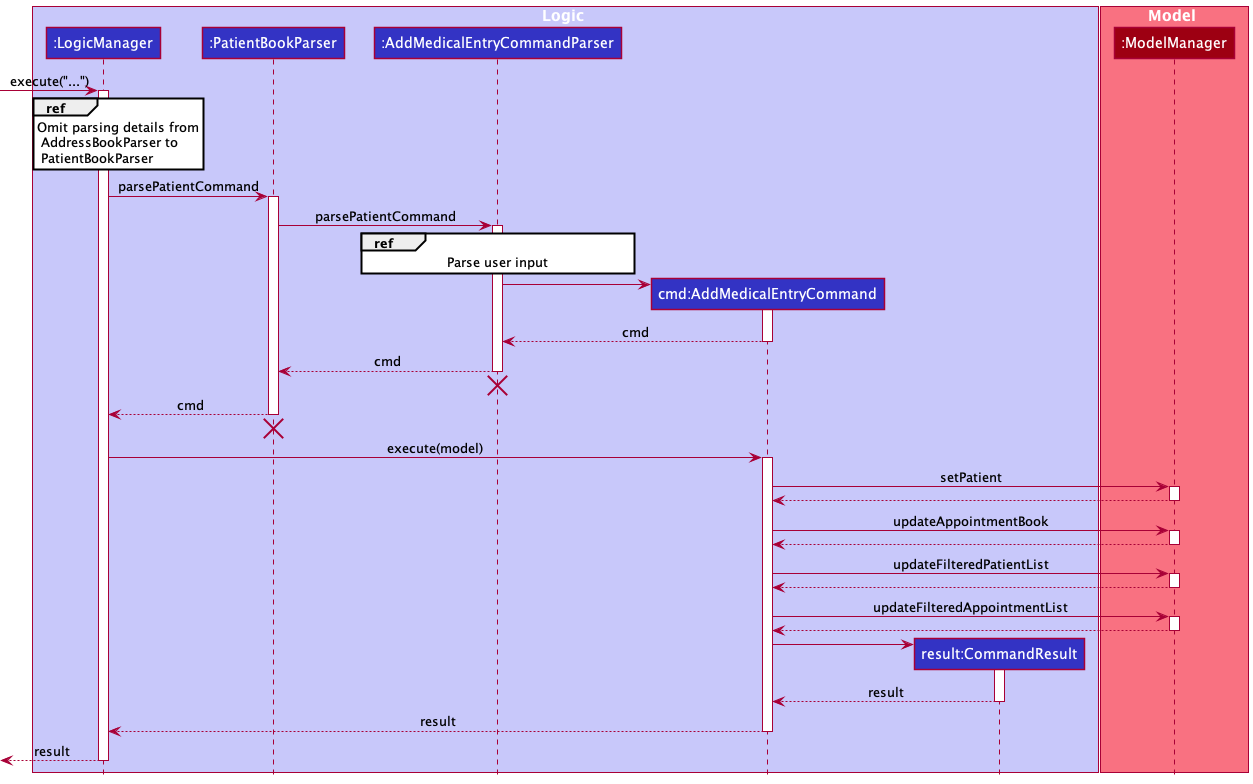 Logic
Model
:LogicManager
:PatientBookParser
:AddMedicalEntryCommandParser
:ModelManager
execute("...")
ref
Omit parsing details from
AddressBookParser to
PatientBookParser
parsePatientCommand
parsePatientCommand
ref
Parse user input
cmd:AddMedicalEntryCommand
cmd
cmd
cmd
execute(model)
setPatient
updateAppointmentBook
updateFilteredPatientList
updateFilteredAppointmentList
result:CommandResult
result
result
result